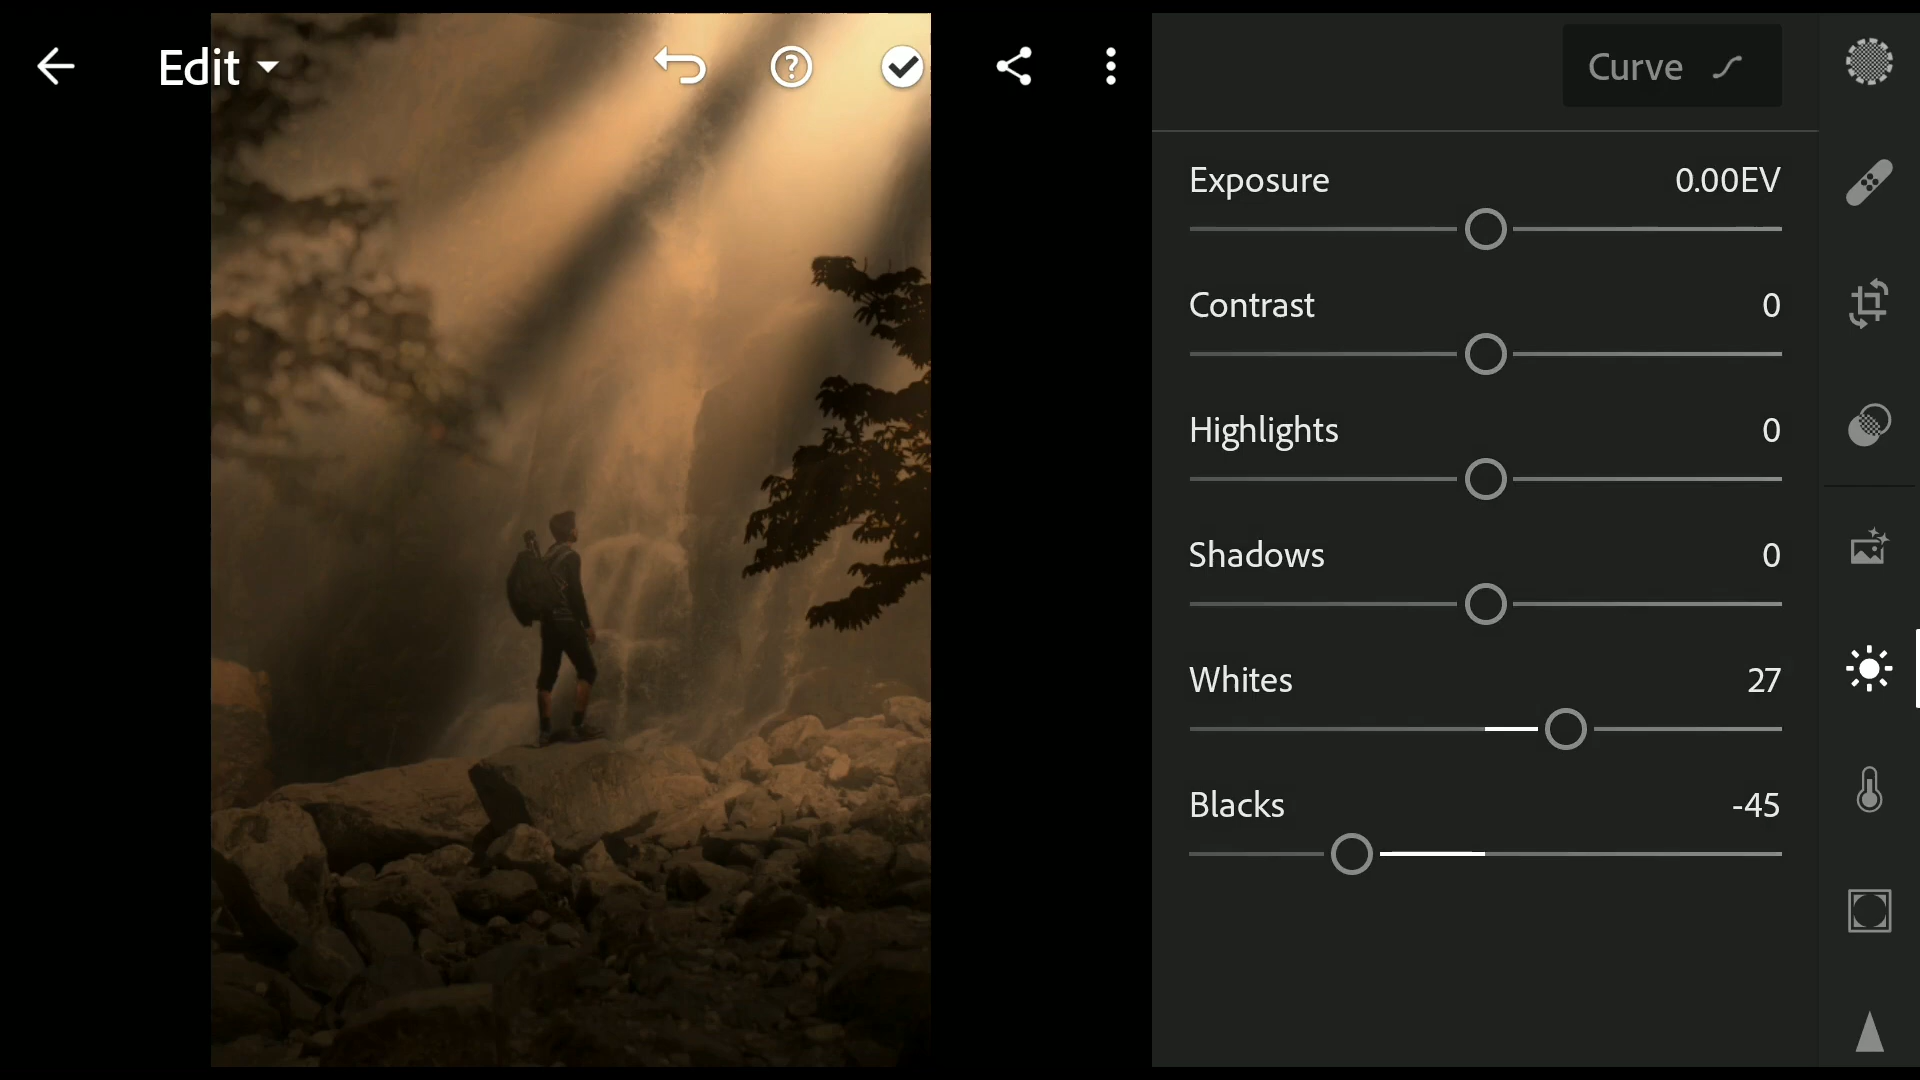 Edit
Curve
Exposure 0.00EV
Contrast 0
Highlights 0
Shadows 0
Whites 27
Blacks -45